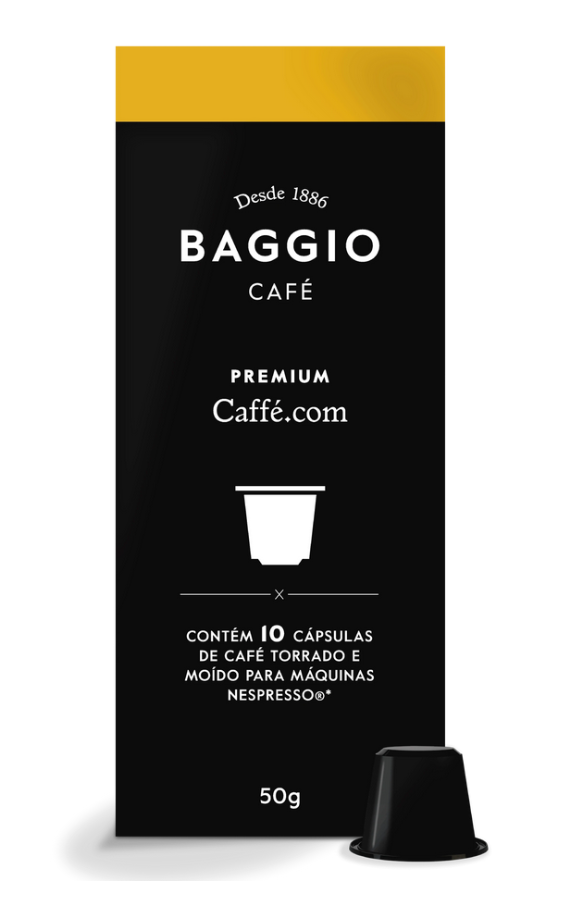 Desde 1886
BAGGIO
CAFÉ
PREMIUM
Caffé.com
X
CONTÉM 10 CÁPSULAS
DE CAFÉ TORRADO E
MOÍDO PARA MÁQUINAS
NESPRESSO®*
50g